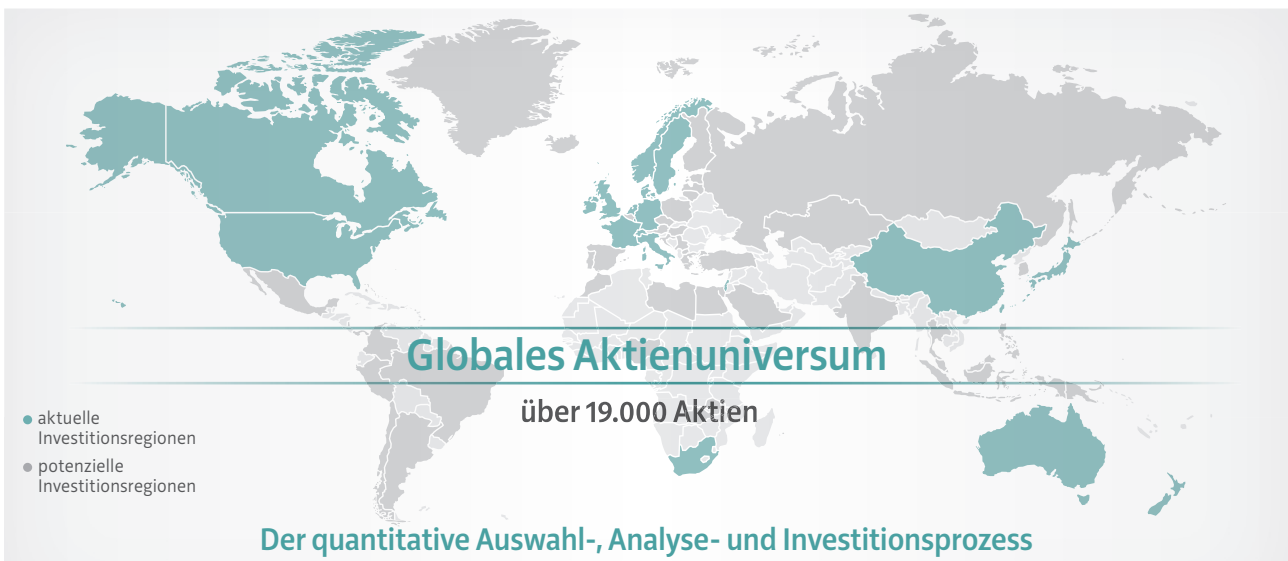 Globales Aktienuniversum
über 19.000 Aktien
aktuelle
Investitionsregionen
potenzielle
Investitionsregionen
Der quantitative Auswahl-, Analyse- und Investitionsprozess